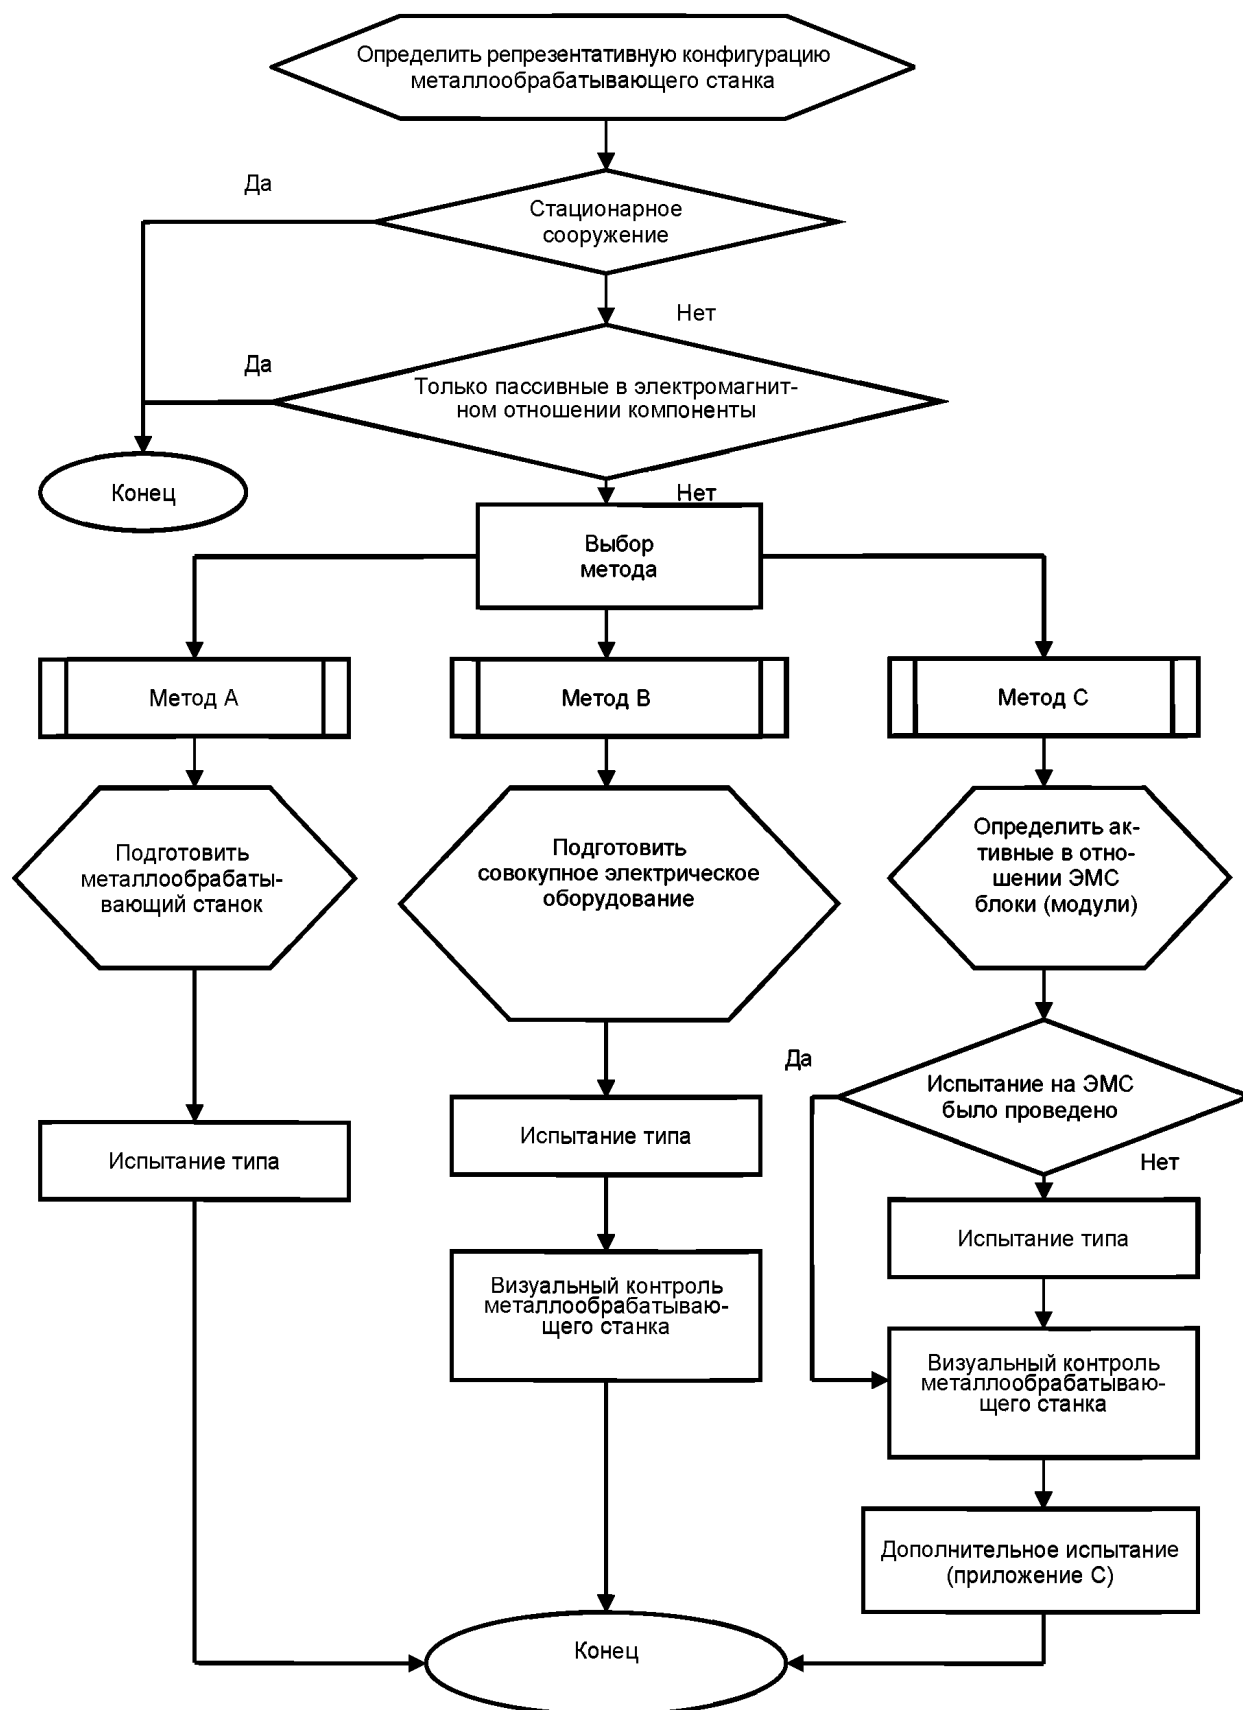 Определить репрезентативную конфигурацию
металлообрабатывающего станка
Да
Стационарное
сооружение
Нет
Да
Только пассивные в электромагнит-
ном отношении компоненты
Конец
Нет
Выбор
метода
Метод А
Метод В
Метод С
Подготовить
металлообрабаты-
вающий станок
Подготовить
совокупное электрическое
оборудование
Определить ак-
тивные в отно-
шении ЭМС
блоки (модули)
Да
Испытание на ЭМС
было проведено
Нет
Испытание типа
Испытание типа
Испытание типа
Визуальный контроль
металлообрабатываю-
щего станка
Визуальный контроль
металлообрабатываю-
щего станка
Дополнительное испытание
(приложение С)
Конец